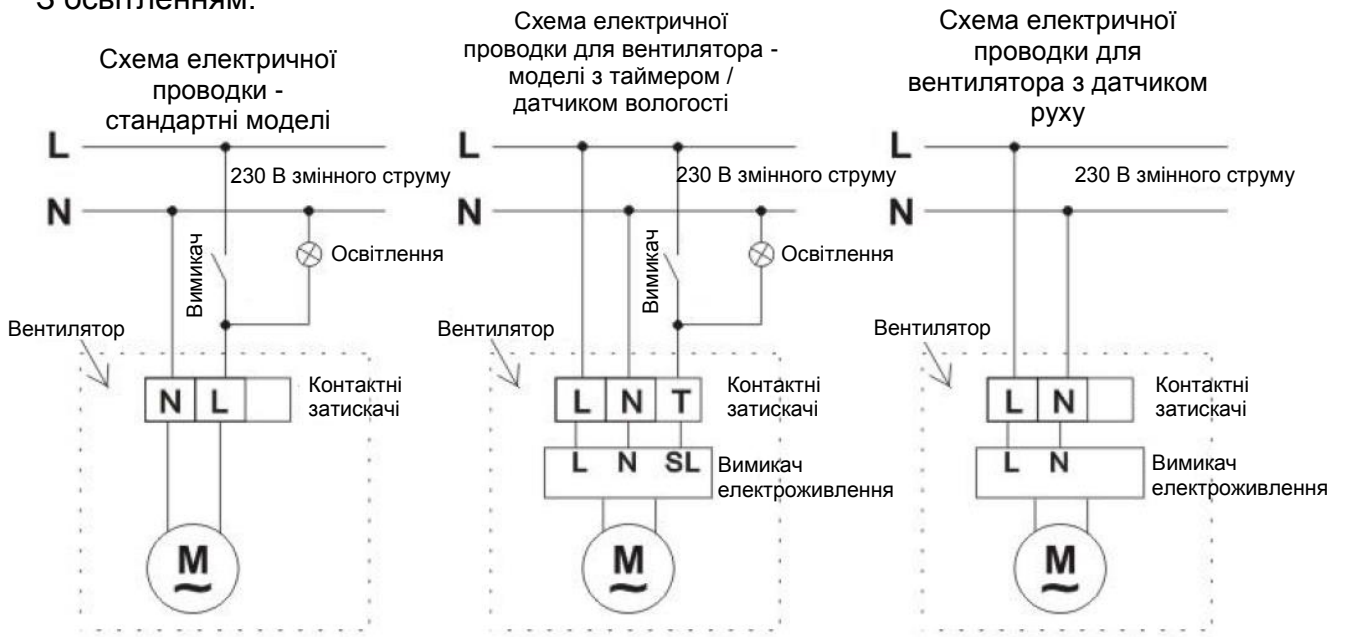 З освітленням:
Схема електричної
проводки -
стандартні моделі
L
230 В змінного струму
N
Вимикач
Освітлення
Вентилятор
N L
Контактні
затискачі
M
~
Схема електричної
проводки для вентилятора -
моделі з таймером /
датчиком вологості
L
230 В змінного струму
N
Вимикач
Освітлення
Вентилятор
L N T
Контактні
затискачі
L N SL
Вимикач
електроживлення
M
~
Схема електричної
проводки для
вентилятора з датчиком
руху
L
230 В змінного струму
N
Вентилятор
L N
Контактні
затискачі
L N
Вимикач
електроживлення
M
~